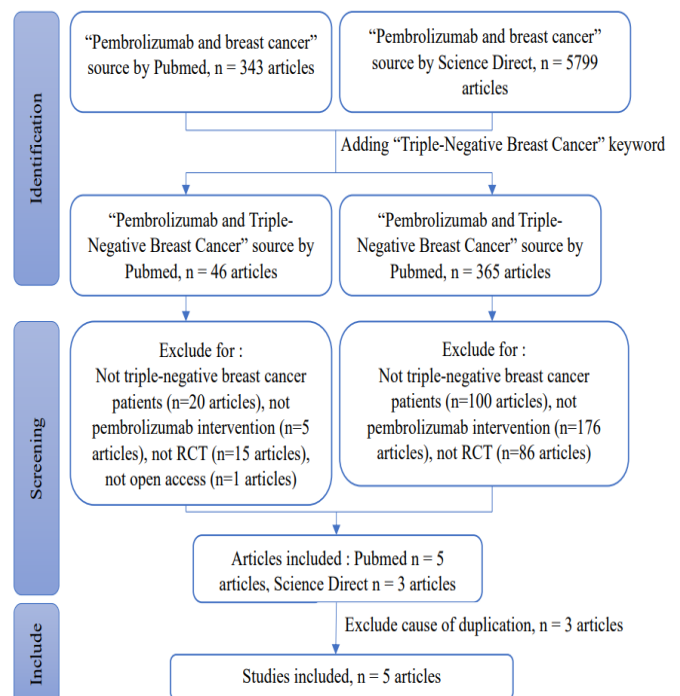 Identification
“Pembrolizumab and breast cancer”
source by Pubmed, n = 343 articles
“Pembrolizumab and breast cancer”
source by Science Direct, n = 5799
articles
Adding “Triple-Negative Breast Cancer” keyword
“Pembrolizumab and Triple-
Negative Breast Cancer” source by
Pubmed, n = 46 articles
“Pembrolizumab and Triple-
Negative Breast Cancer” source by
Pubmed, n = 365 articles
Screening
Exclude for :
Not triple-negative breast cancer
patients (n=20 articles), not
pembrolizumab intervention (n=5
articles), not RCT (n=15 articles),
not open access (n=1 articles)
Exclude for :
Not triple-negative breast cancer
patients (n=100 articles), not
pembrolizumab intervention (n=176
articles), not RCT (n=86 articles)
Articles included : Pubmed n = 5
articles, Science Direct n = 3 articles
Include
Exclude cause of duplication, n = 3 articles
Studies included, n = 5 articles